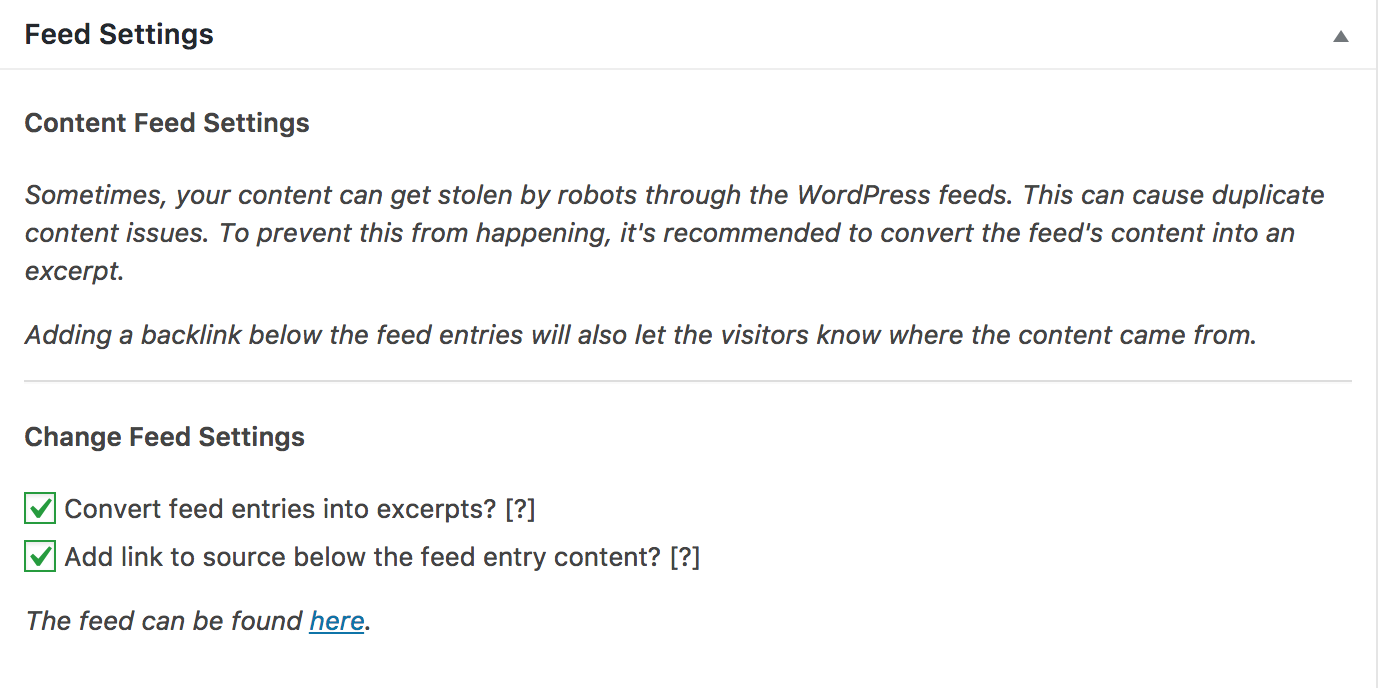 Feed Settings
Content Feed Settings
Sometimes, your content can get stolen by robots through the WordPress feeds. This can cause duplicate
content issues. To prevent this from happening, it's recommended to convert the feed's content into an
excerpt.
Adding a backlink below the feed entries will also let the visitors know where the content came from.
Change Feed Settings
Convert feed entries into excerpts? [?]
Add link to source below the feed entry content? [?]
The feed can be found here.